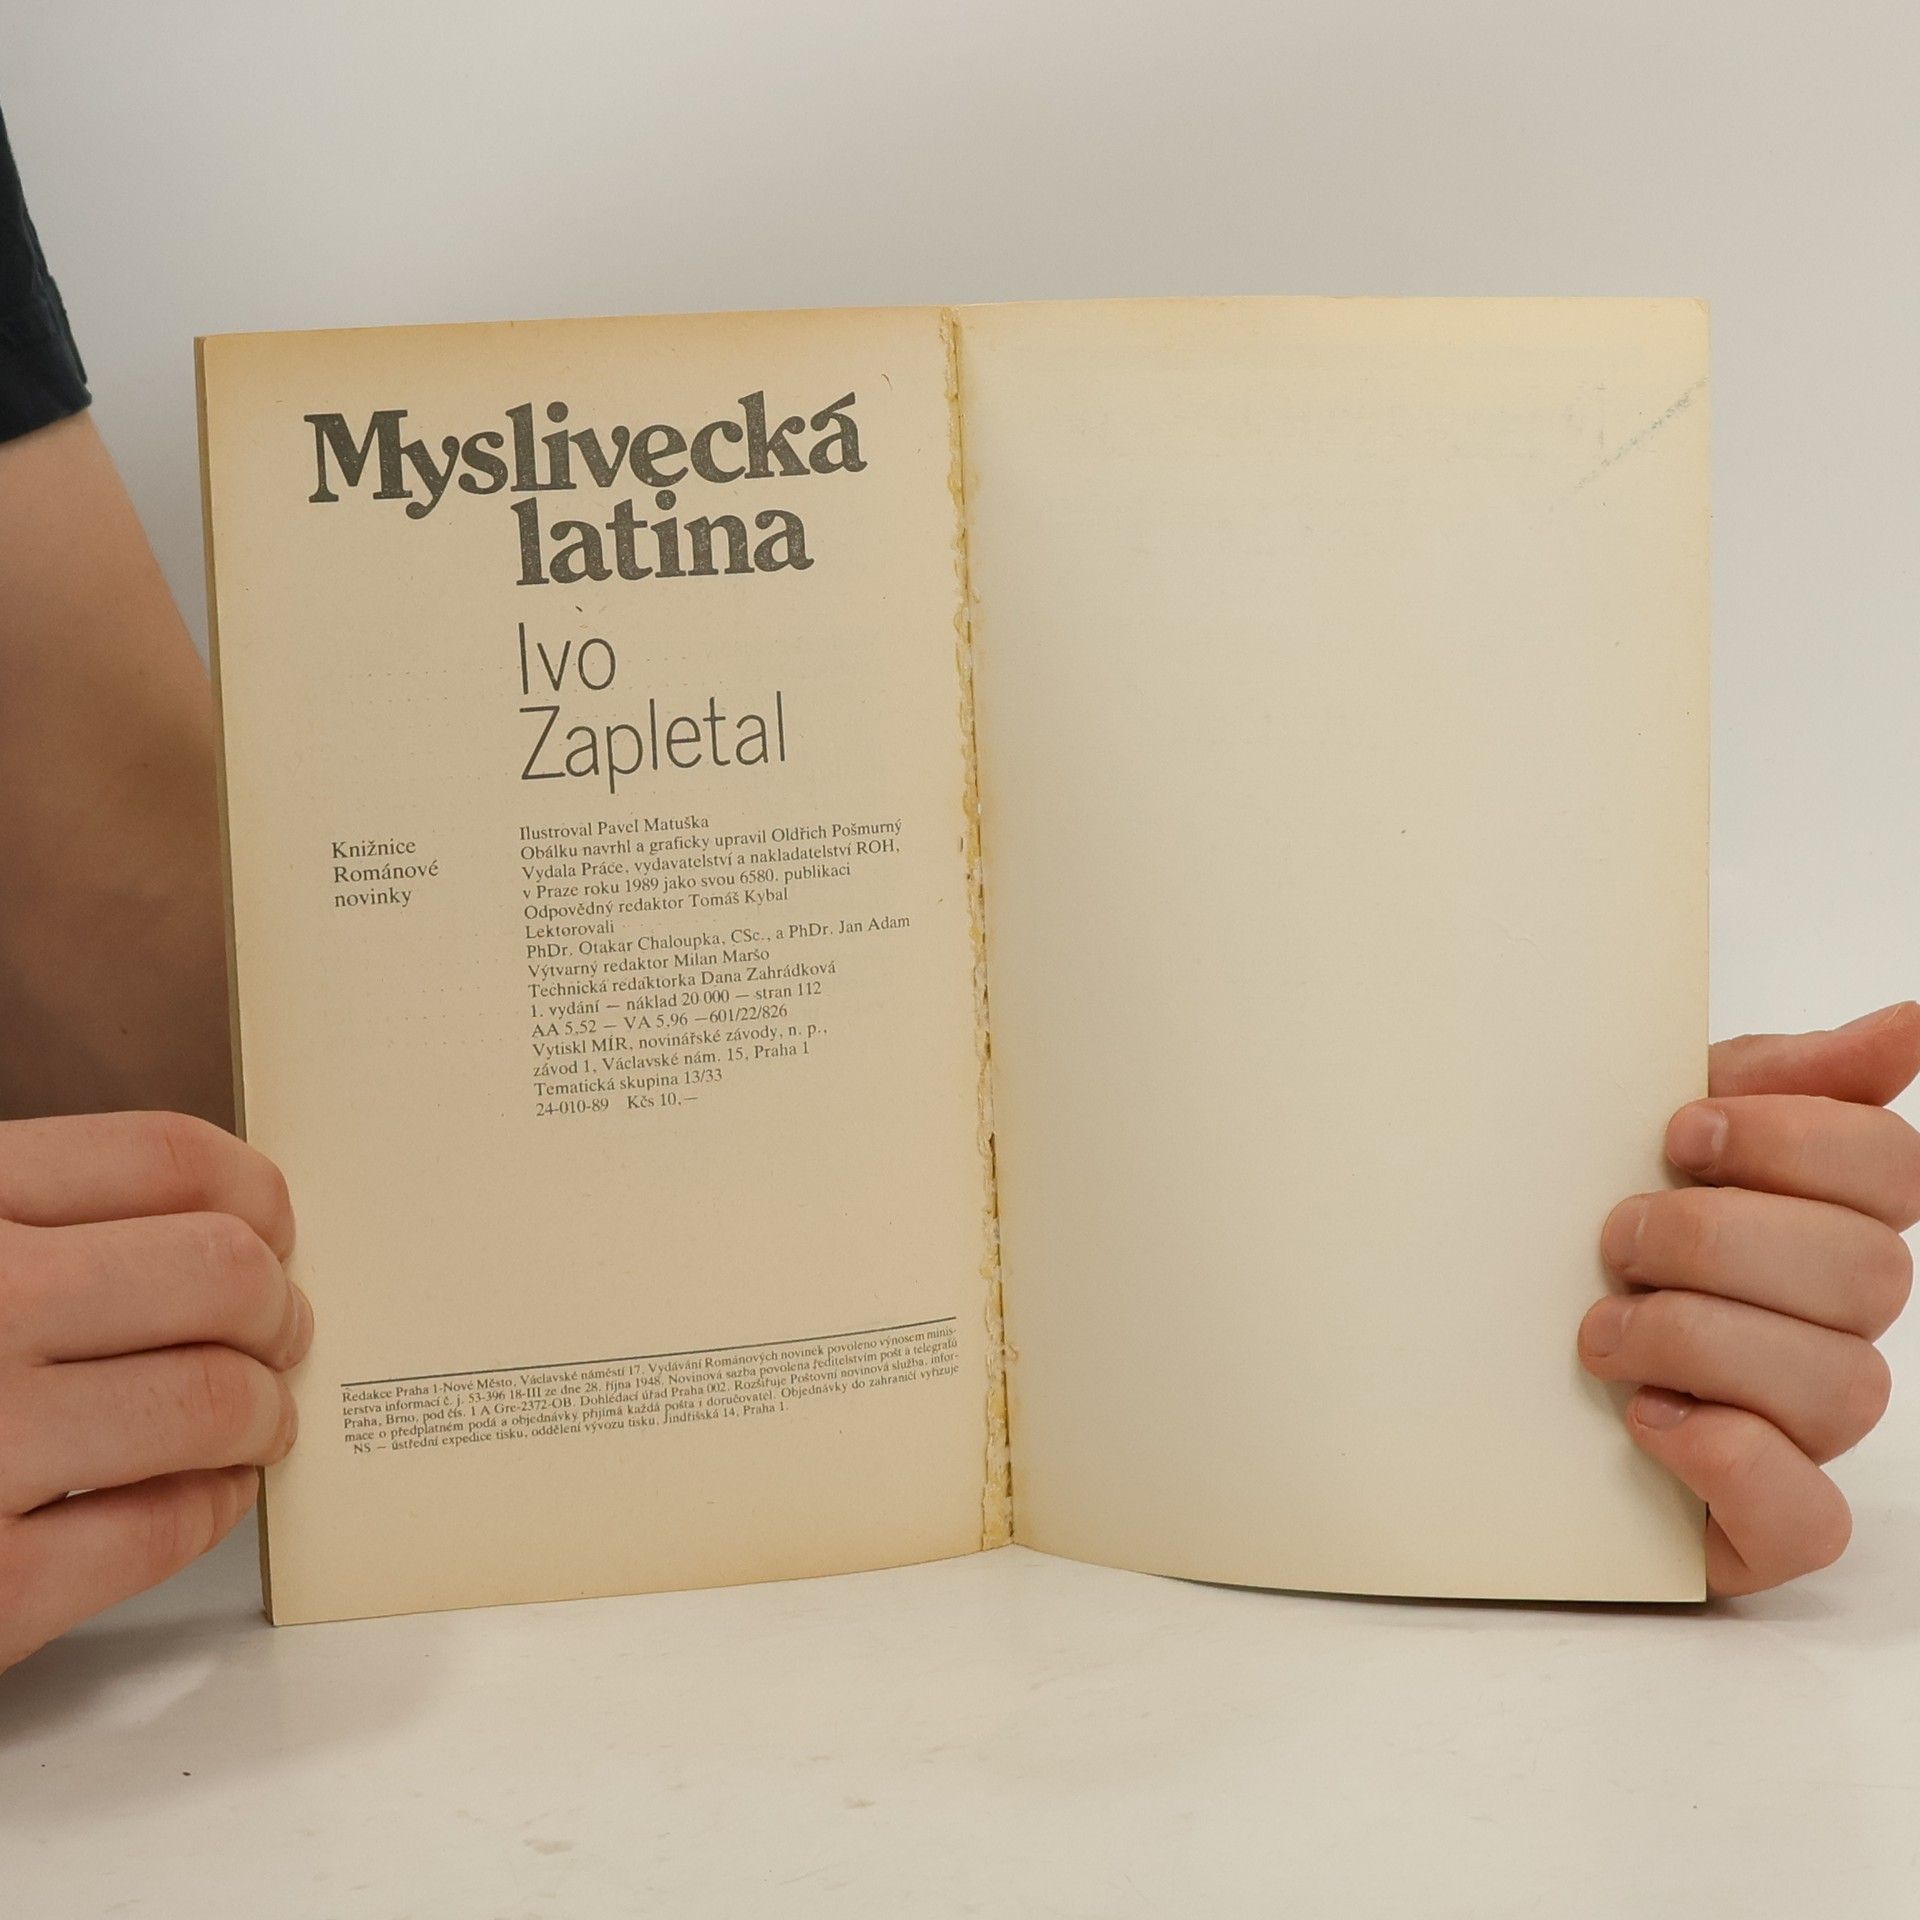 Myslivecká
latina
Ivo
Zapletal
Knižnice
Románové
novinky
Ilustroval Pavel Matuška
Obálku navrhl a graficky upravil Oldřich Pošmurný
Vydala Práce, vydavatelství a nakladatelství ROH,
v Praze roku 1989 jako svou 6580. publikaci
Odpovědný redaktor Tomáš Kybal
Lektorovali
PhDr. Otakar Chaloupka, CSc., a PhDr. Jan Adam
Výtvarný redaktor Milan Maršo
Technická redaktorka Dana Zahrádková
1. vydání — náklad 20 000 — stran 112
AA 5,52 — VA 5,96 —601/22/826
Vytiskl MÍR, novinářské závody, n. p.,
závod 1, Václavské nám. 15, Praha 1
Tematická skupina 13/33
24-010-89 Kčs 10,—
Redakce Praha 1-Nové Město, Václavské náměstí 17. Vydávání Románových novinek povoleno výnosem minis-
terstva informací č. j. 53-396 18-III ze dne 28. října 1948. Novinová sazba povolena ředitelstvím pošt a telegrafů
Praha, Brno, pod čís. 1 A Gre-2372-OB. Dohlédací úřad Praha 002. Rozšiřuje Poštovní novinová služba, infor-
mace o předplatném podá a objednávky přijímá každá pošta i doručovatel. Objednávky do zahraničí vyřizuje
NS — ústřední expedice tisku, oddělení vývozu tisku, Jindřišská 14, Praha 1.